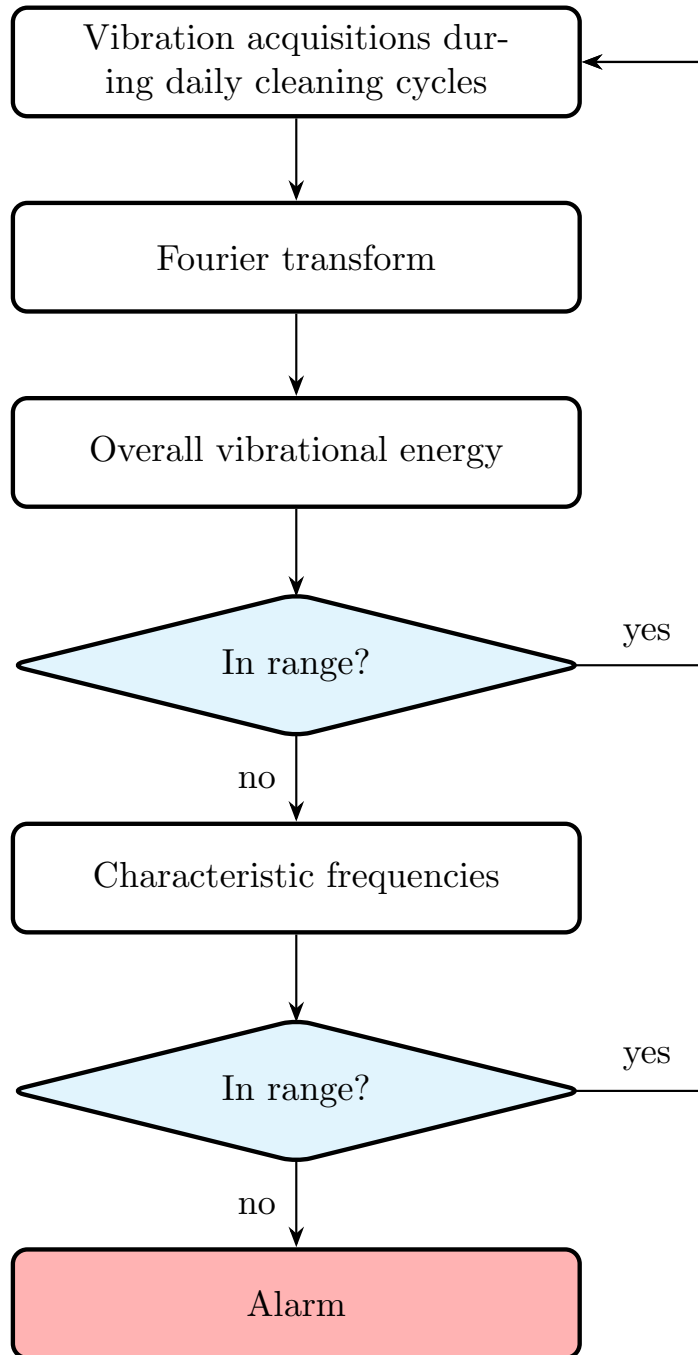 Vibration acquisitions dur-
ing daily cleaning cycles
Fourier transform
Overall vibrational energy
In range?
yes
no
Characteristic frequencies
In range?
yes
no
Alarm